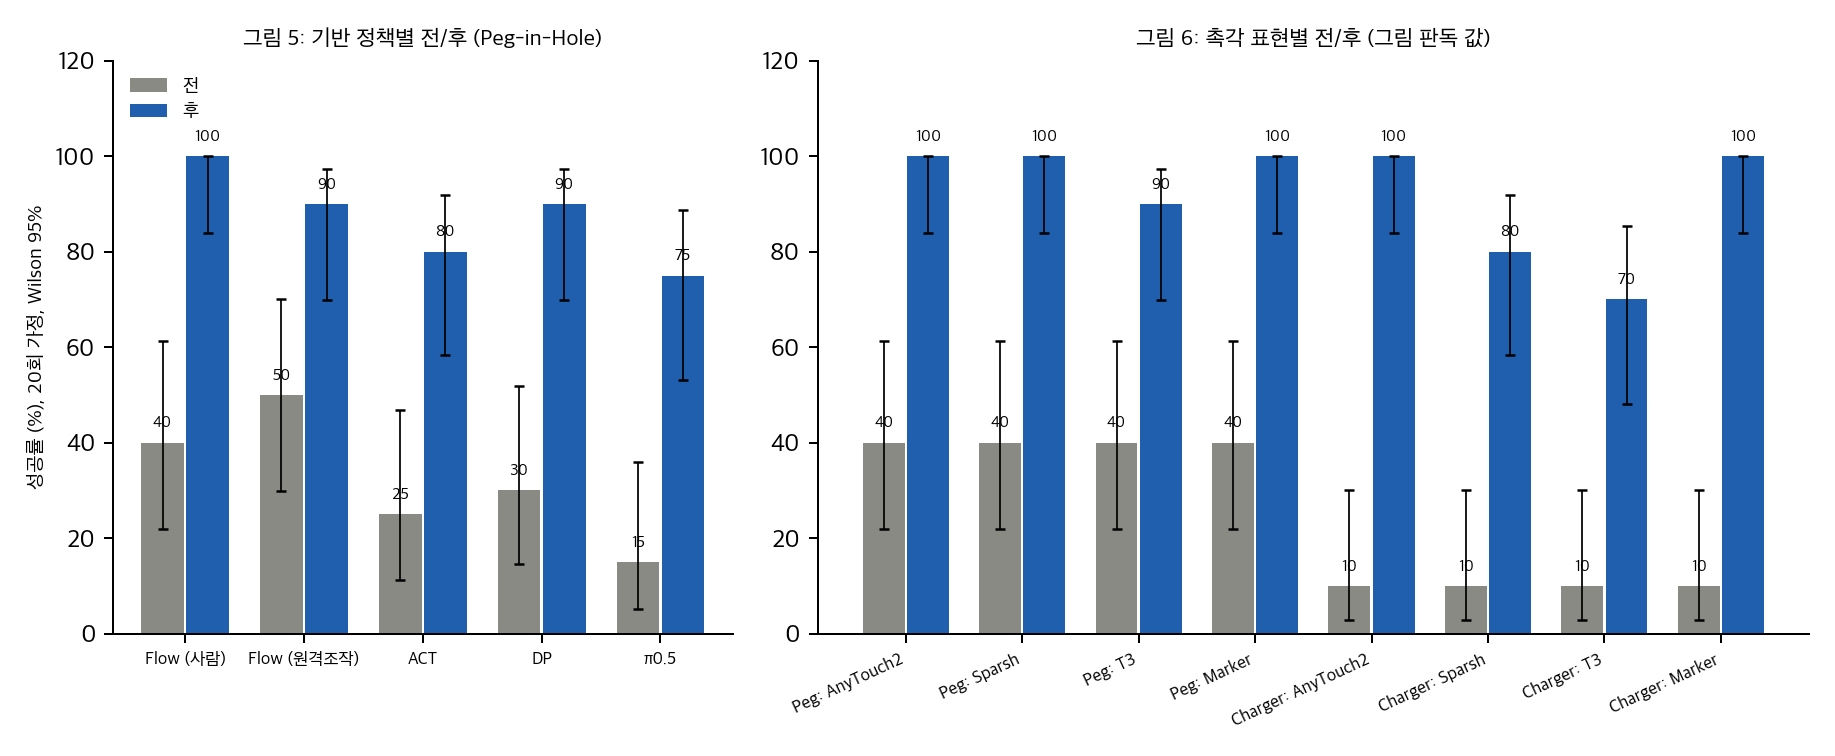 그림 5: 기반 정책별 전/후 (Peg-in-Hole)
성공률 (%), 20회 가정, Wilson 95%
120
100
80
60
40
20
0
전
후
40
100
50
90
25
80
30
90
15
75
Flow (사람)
Flow (원격조작)
ACT
DP
π0.5
그림 6: 촉각 표현별 전/후 (그림 판독 값)
120
100
80
60
40
20
0
40
100
40
100
40
90
40
100
10
100
10
80
10
70
10
100
Peg: AnyTouch2
Peg: Sparsh
Peg: T3
Peg: Marker
Charger: AnyTouch2
Charger: Sparsh
Charger: T3
Charger: Marker